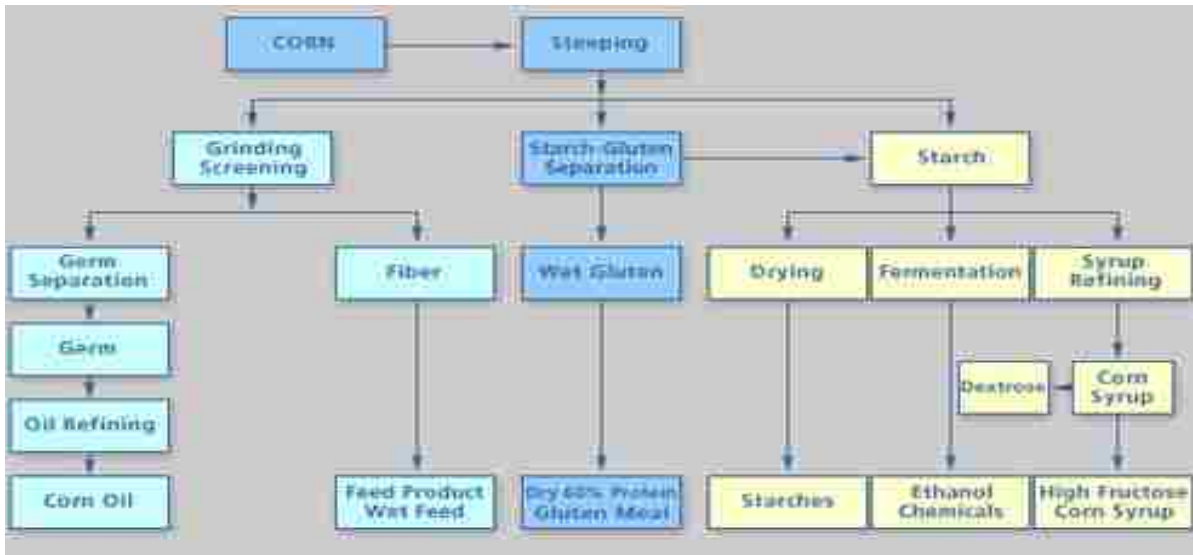 CORN
Steeping
Grinding
Screening
Starch-Gluten
Separation
Starch
Germ
Separation
Fiber
Wet Gluten
Drying
Fermentation
Syrup
Refining
Germ
Dextrose
Corn
Syrup
Oil Refining
Corn Oil
Feed Product
Wet Feed
Dry 60% Protein
Gluten Meal
Starches
Ethanol
Chemicals
High Fructose
Corn Syrup